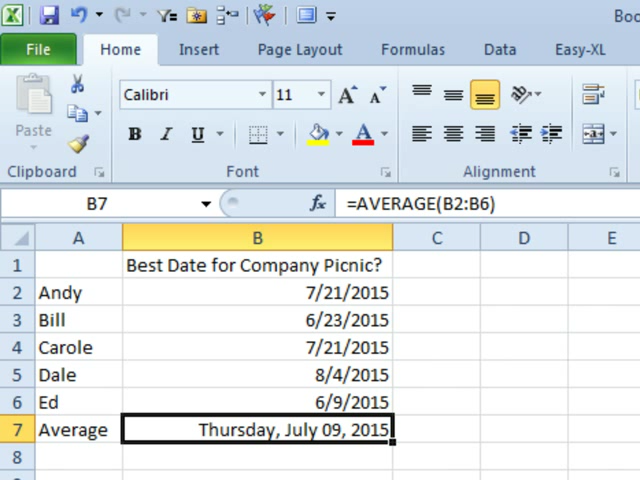 Boo
File Home Insert Page Layout Formulas Data Easy-XL
Calibri 11 A A
Paste B I U A
Clipboard Font Alignment
B7 fx =AVERAGE(B2:B6)
A B C D E
1 Best Date for Company Picnic?
2 Andy 7/21/2015
3 Bill 6/23/2015
4 Carole 7/21/2015
5 Dale 8/4/2015
6 Ed 6/9/2015
7 Average Thursday, July 09, 2015
8